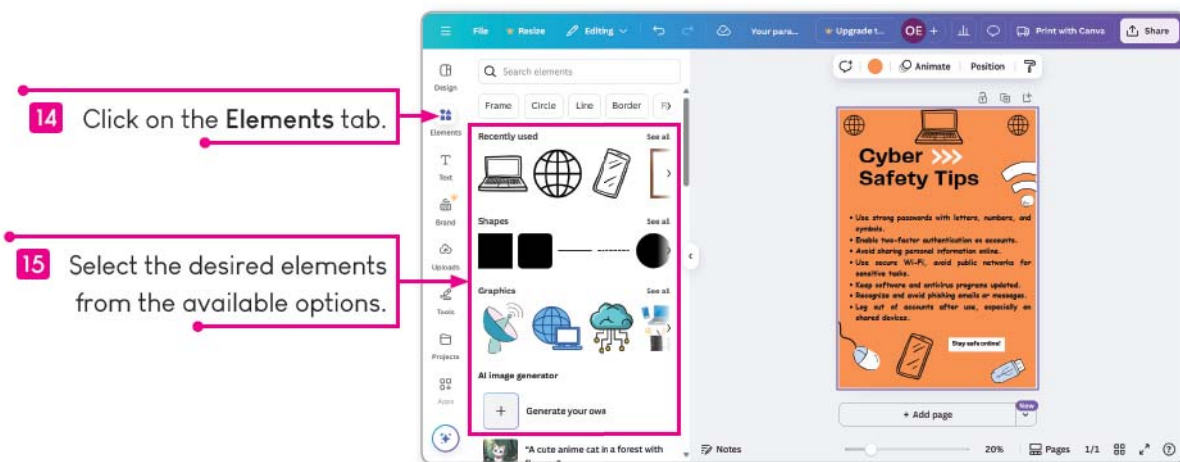 14 Click on the Elements tab.
15 Select the desired elements
from the available options.
File Resize Editing Your para... Upgrade t... OE + Print with Canva Share
Design
Elements
Text
Brand
Uploads
Tools
Projects
Apps
Search elements
Frame Circle Line Border
Recently used See all
Shapes See all
Graphics See all
AI image generator
+ Generate your own
"A cute anime cat in a forest with
Animate Position
Cyber >>>
Safety Tips
• Use strong passwords with letters, numbers, and
symbols.
• Enable two-factor authentication on accounts.
• Avoid sharing personal information online.
• Use secure Wi-Fi, avoid public networks for
sensitive tasks.
• Keep software and antivirus programs updated.
• Recognize and avoid phishing emails or messages.
• Log out of accounts after use, especially on
shared devices.
Stay safe online!
+ Add page
New
Notes 20% Pages 1/1